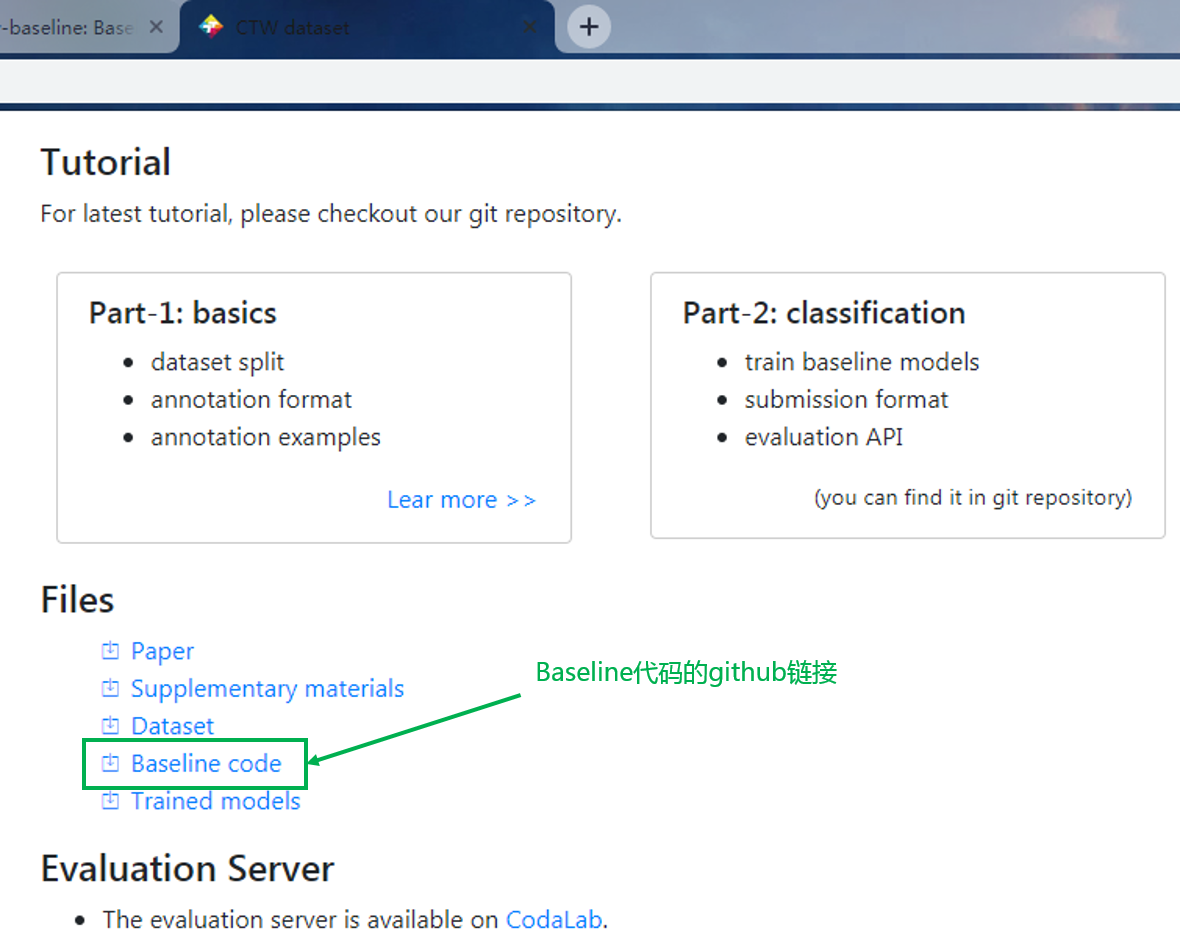 -baseline: Base
CTW dataset
Tutorial
For latest tutorial, please checkout our git repository.
Part-1: basics
• dataset split
• annotation format
• annotation examples
Lear more >>
Part-2: classification
• train baseline models
• submission format
• evaluation API
(you can find it in git repository)
Files
Paper
Supplementary materials
Dataset
Baseline code
Trained models
Baseline代码的github链接
Evaluation Server
• The evaluation server is available on CodaLab.